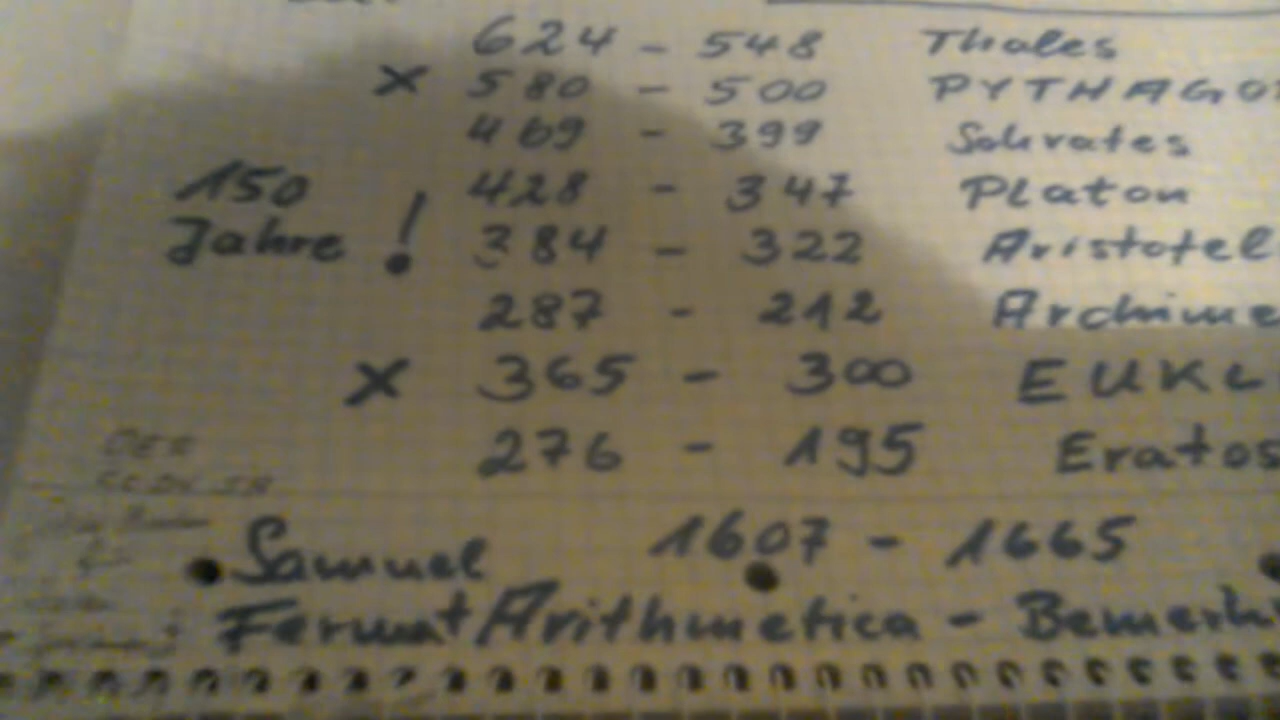 624 - 548 Thales
x 580 - 500 PYTHAGO
469 - 399 Sokrates
150 428 - 347 Platon
Jahre ! 384 - 322 Aristotel
287 - 212 Archime
x 365 - 300 EUKL
276 - 195 Eratos
Samuel 1607 - 1665
Fermat Arithmetica - Bemerk